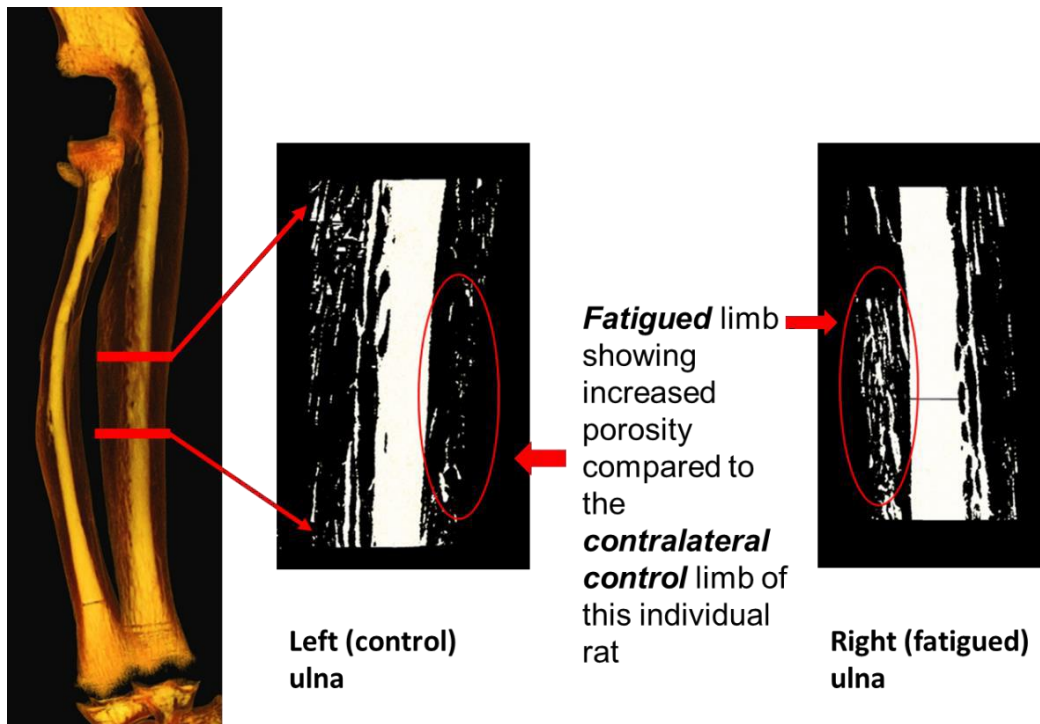 Fatigued limb
showing
increased
porosity
compared to
the
contralateral
control limb of
this individual
rat
Left (control)
ulna
Right (fatigued)
ulna